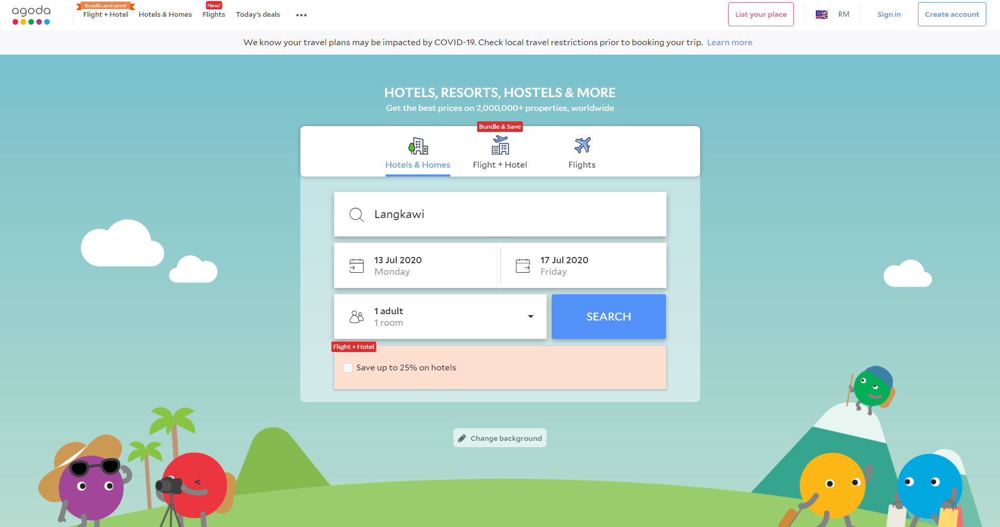 agoda
Bundle and save!
Flight + Hotel
Hotels & Homes
New!
Flights
Today's deals
List your place
RM
Sign in
Create account
We know your travel plans may be impacted by COVID-19. Check local travel restrictions prior to booking your trip. Learn more
HOTELS, RESORTS, HOSTELS & MORE
Get the best prices on 2,000,000+ properties, worldwide
Bundle & Save
Hotels & Homes
Flight + Hotel
Flights
Langkawi
13 Jul 2020
Monday
17 Jul 2020
Friday
1 adult
1 room
SEARCH
Flight + Hotel
Save up to 25% on hotels
Change background